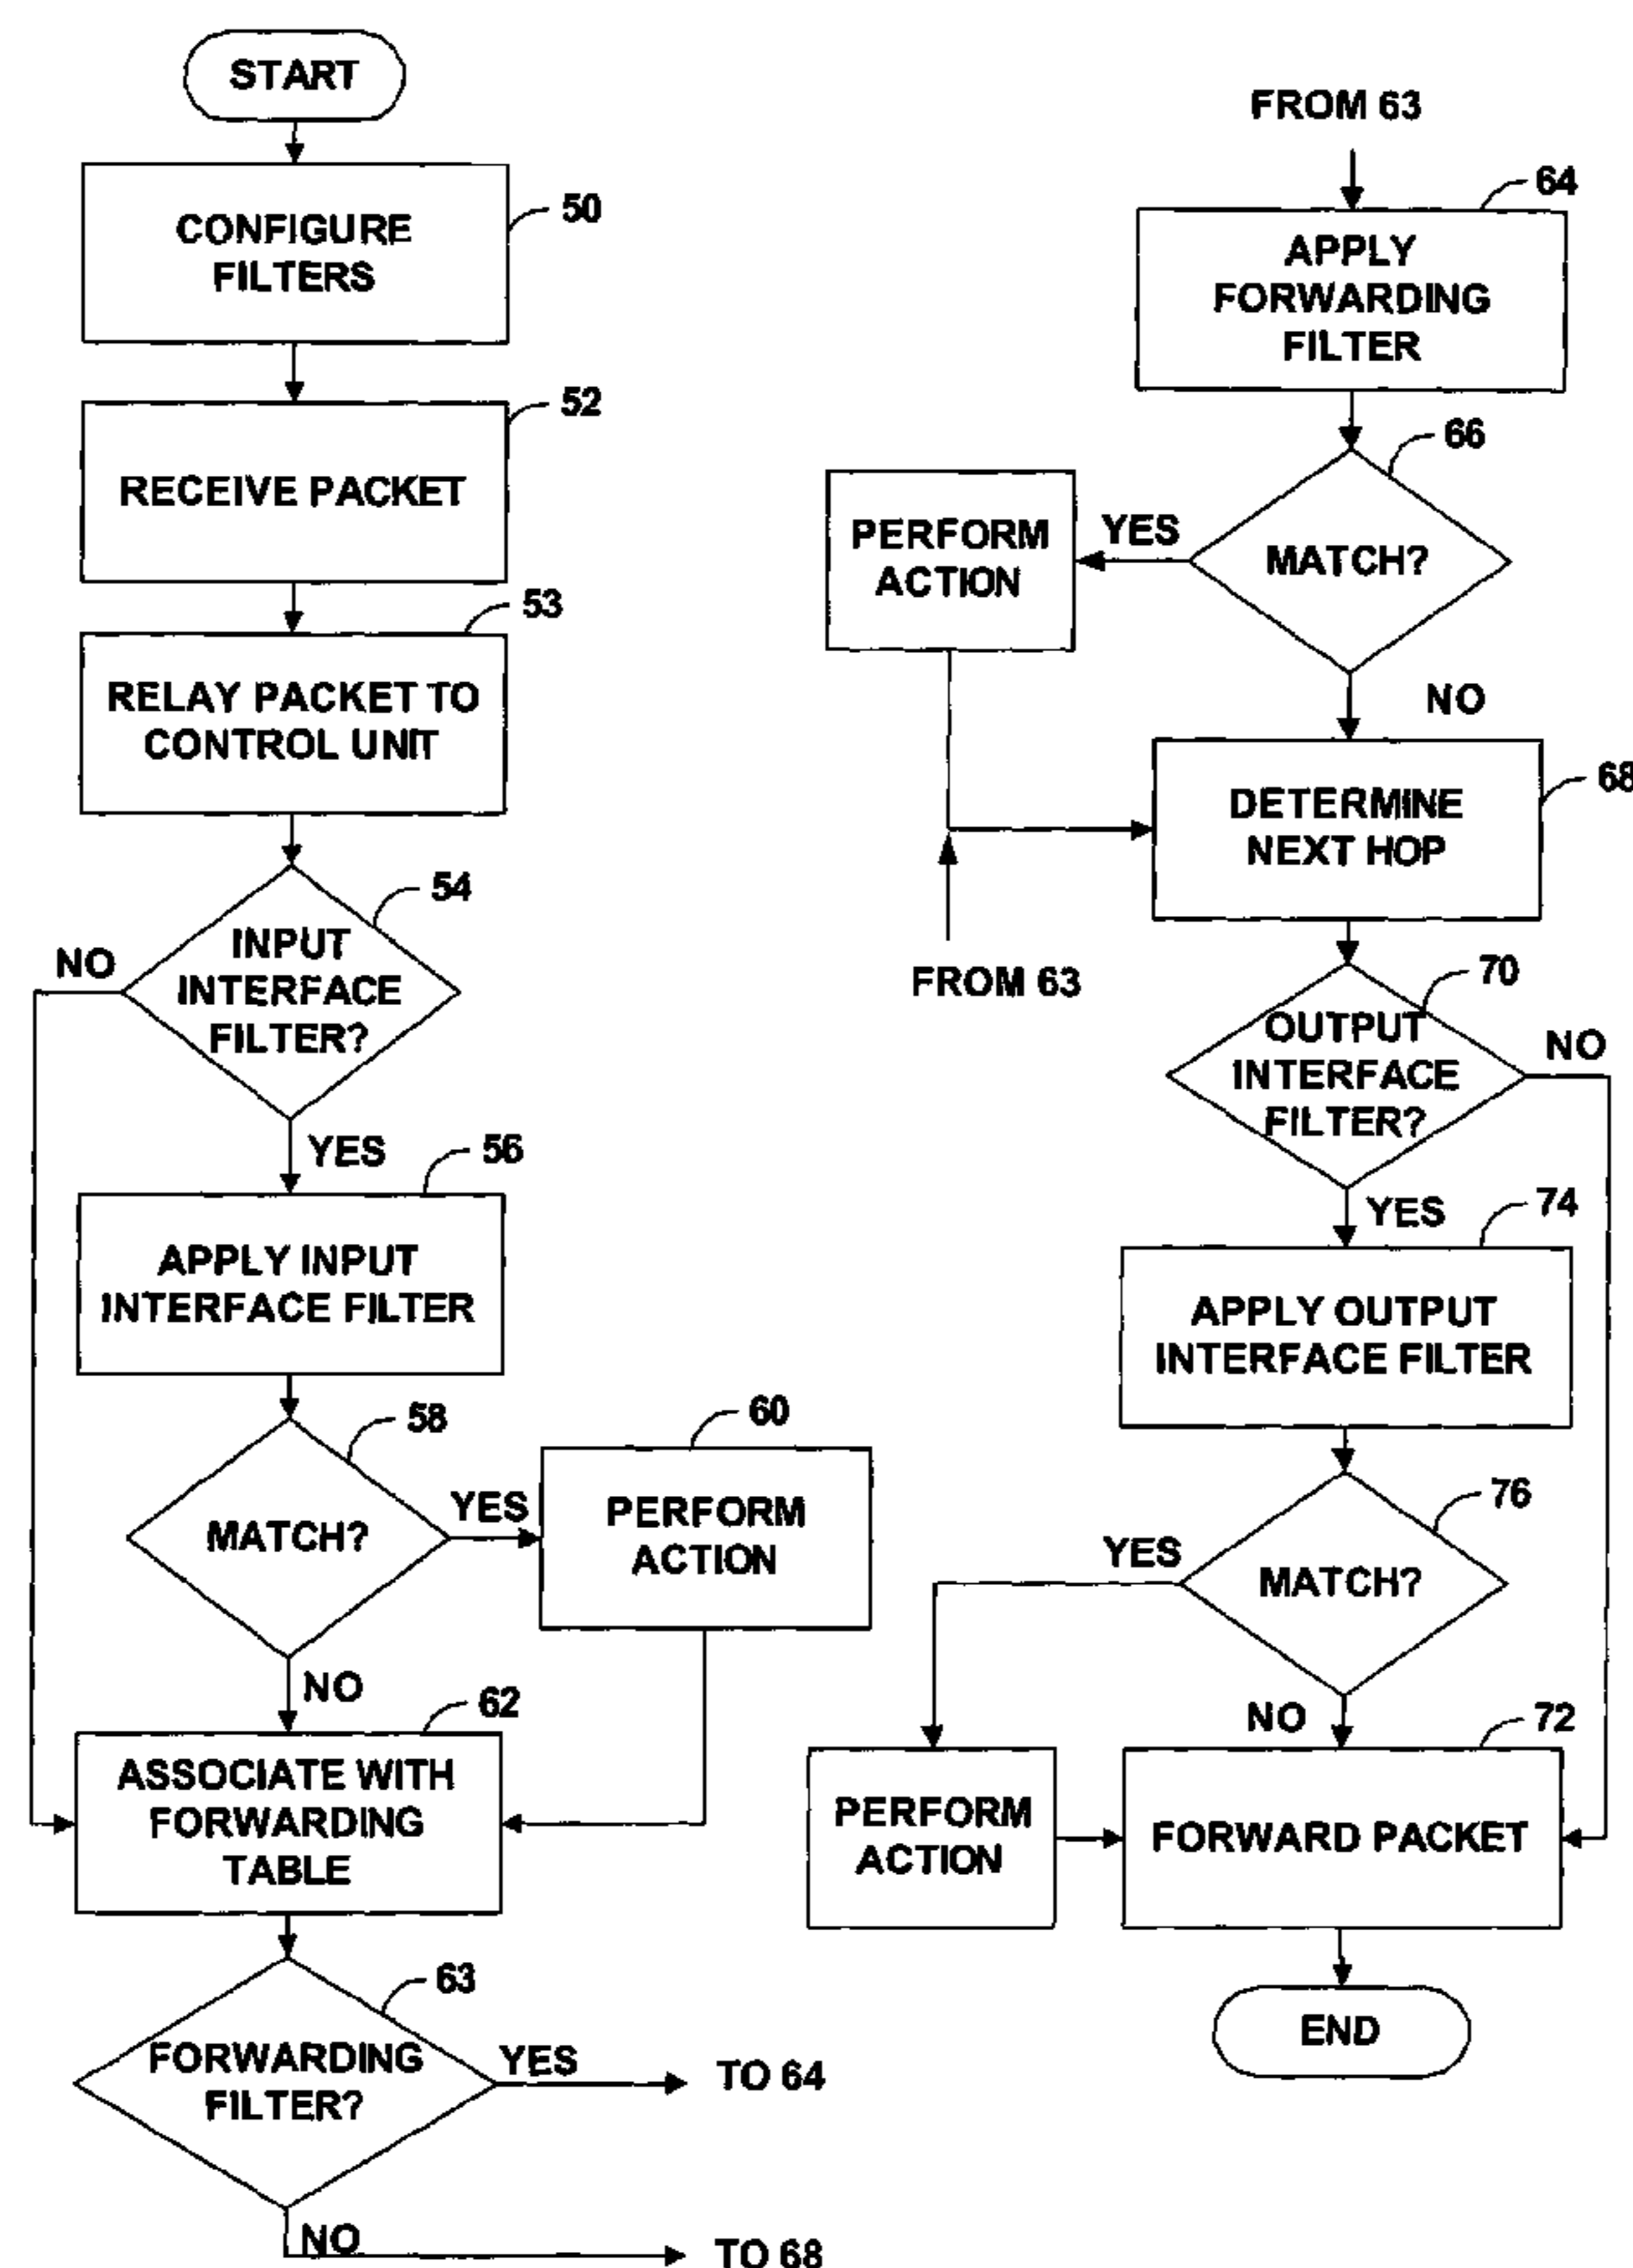 START
CONFIGURE
FILTERS
50
RECEIVE PACKET
52
RELAY PACKET TO
CONTROL UNIT
53
INPUT
INTERFACE
FILTER?
54
NO
YES
APPLY INPUT
INTERFACE FILTER
56
MATCH?
58
YES
PERFORM
ACTION
60
NO
ASSOCIATE WITH
FORWARDING
TABLE
62
FORWARDING
FILTER?
63
YES
TO 64
NO
TO 68
FROM 63
APPLY
FORWARDING
FILTER
64
MATCH?
66
YES
PERFORM
ACTION
NO
DETERMINE
NEXT HOP
68
FROM 63
OUTPUT
INTERFACE
FILTER?
70
NO
YES
APPLY OUTPUT
INTERFACE FILTER
74
MATCH?
76
YES
PERFORM
ACTION
NO
FORWARD PACKET
72
END